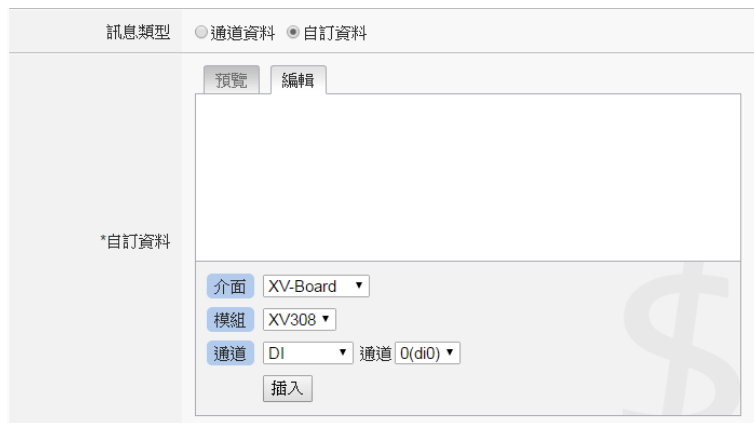 訊息類型 通道資料 自訂資料
預覽 編輯
*自訂資料
介面 XV-Board
模組 XV308
通道 DI 通道 0(di0)
插入
$